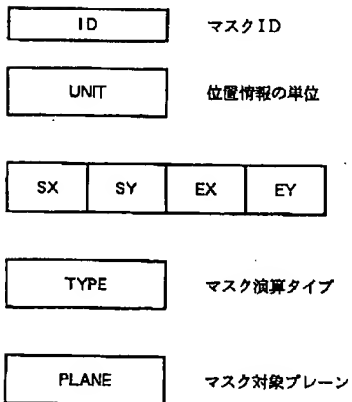 ID マスクID
UNIT 位置情報の単位
SX SY EX EY
TYPE マスク演算タイプ
PLANE マスク対象プレーン